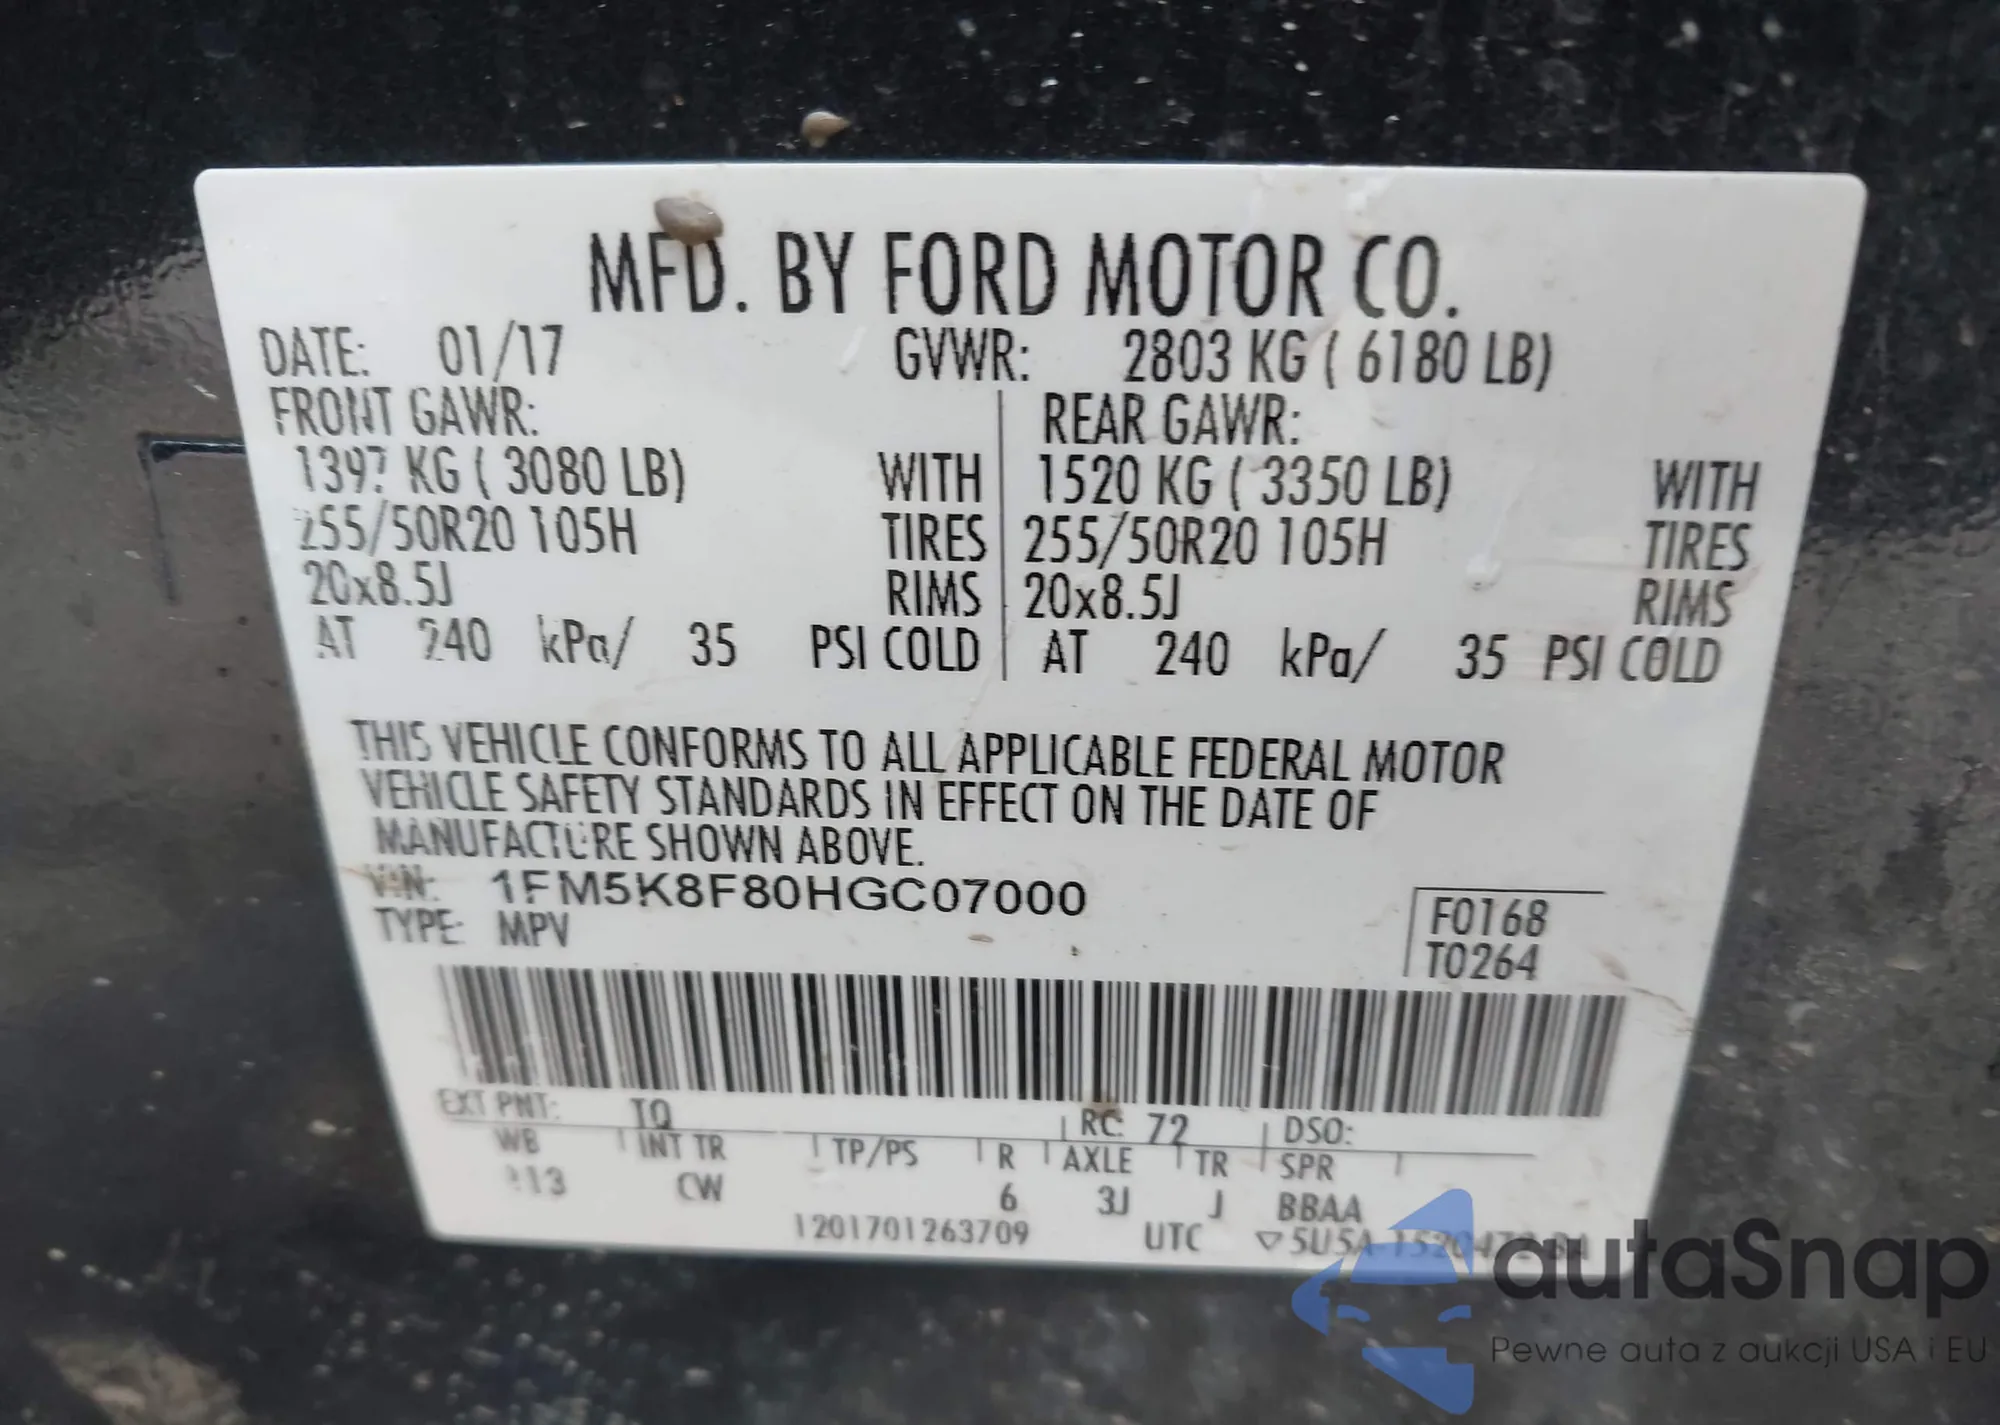 MFD. BY FORD MOTOR CO.
DATE: 01/17 GVWR: 2803 KG ( 6180 LB)
FRONT GAWR: REAR GAWR:
1397 KG ( 3080 LB) WITH 1520 KG ( 3350 LB) WITH
255/50R20 105H TIRES 255/50R20 105H TIRES
20x8.5J RIMS 20x8.5J RIMS
AT 240 kPa/ 35 PSI COLD AT 240 kPa/ 35 PSI COLD
THIS VEHICLE CONFORMS TO ALL APPLICABLE FEDERAL MOTOR
VEHICLE SAFETY STANDARDS IN EFFECT ON THE DATE OF
MANUFACTURE SHOWN ABOVE.
VIN: 1FM5K8F80HGC07000
TYPE: MPV
F0168
T0264
EXT PNT: TQ RC: 72 DSO:
WB INT TR TP/PS R AXLE TR SPR
CW 6 3J J BBAA
1201701263709 UTC
autaSnap
Pewne auta z aukcji USA i EU